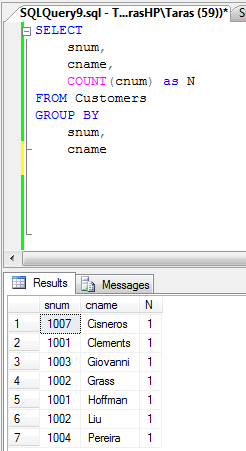 SQLQuery9.sql - T...rasHP\Taras (59))* S
SELECT
snum,
cname,
COUNT(cnum) as N
FROM Customers
GROUP BY
snum,
cname
Results Messages
snum cname N
1 1007 Cisneros 1
2 1001 Clements 1
3 1003 Giovanni 1
4 1002 Grass 1
5 1001 Hoffman 1
6 1002 Liu 1
7 1004 Pereira 1